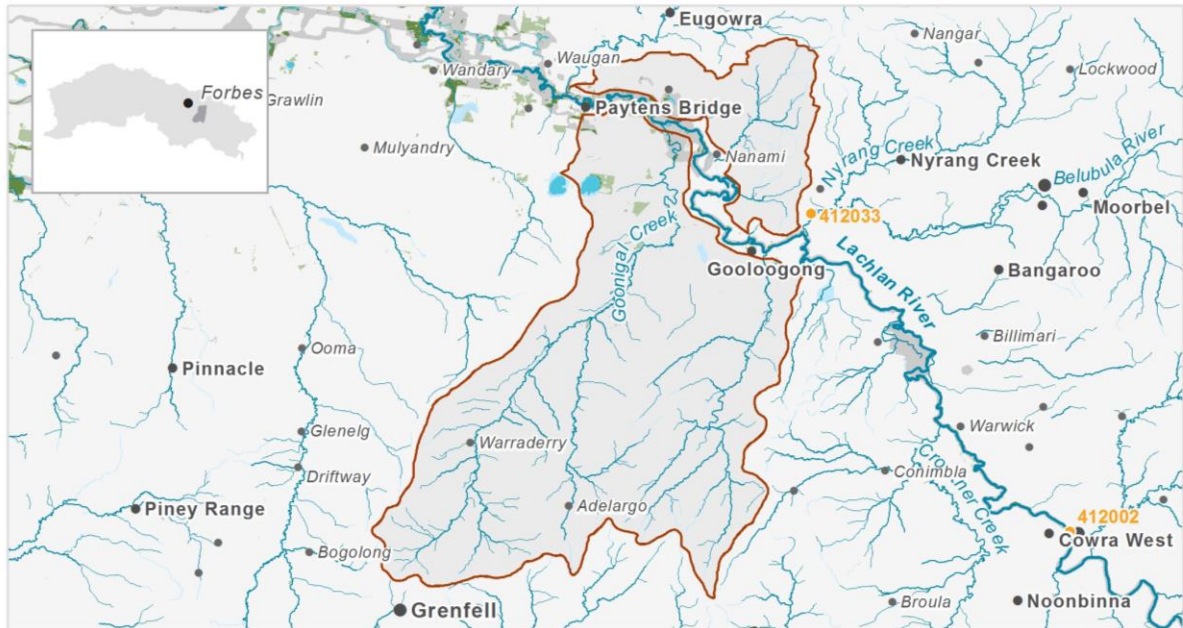 Eugowra
Nangar
Waugan
Wandary
Lockwood
Forbes
Grawlin
Paytens Bridge
Mulyandry
Nanami
Nyrang Creek
Nyrang Creek
Belubula River
Moorbel
412033
Goonigal Creek
Gooloogong
Lachlan River
Bangaroo
Ooma
Billimari
Pinnacle
Glenelg
Warraderry
Warwick
Driftway
Conimbla
Crowther Creek
Adelargo
Piney Range
412002
Cowra West
Bogolong
Grenfell
Broula
Noonbinna